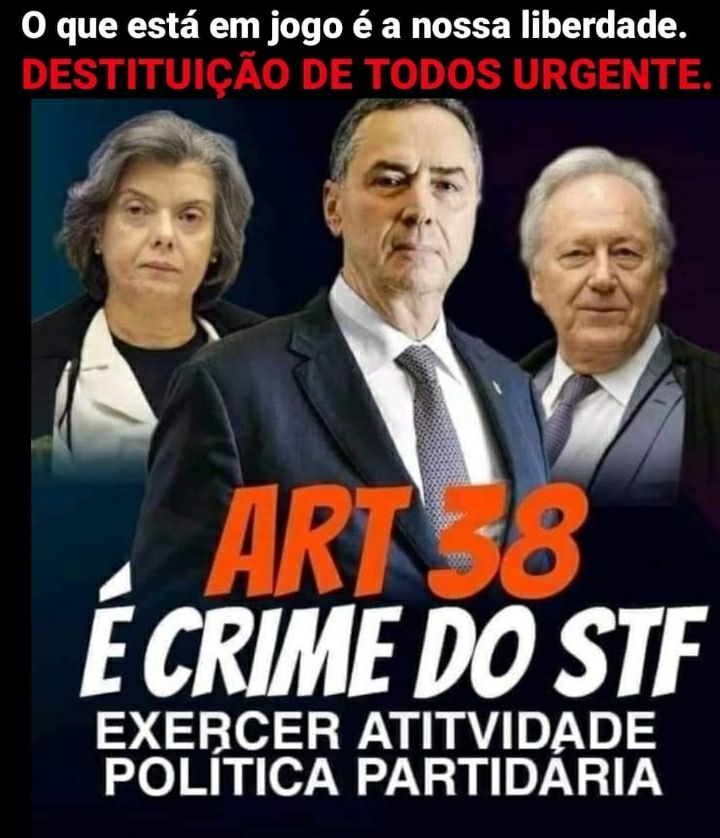 O que está em jogo é a nossa liberdade.
DESTITUIÇÃO DE TODOS URGENTE.
ART 38
É CRIME DO STF
EXERCER ATITVIDADE
POLÍTICA PARTIDÁRIA